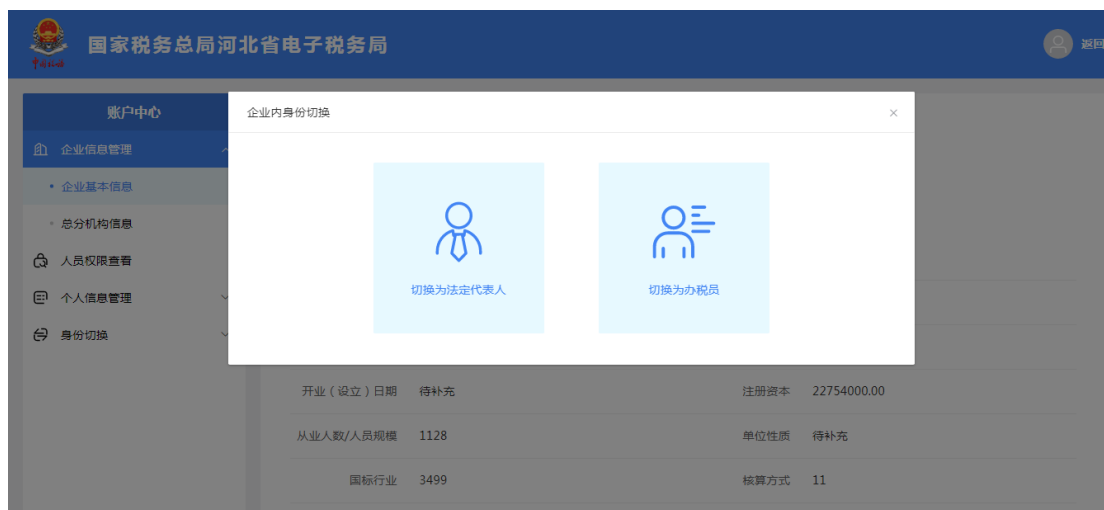 国家税务总局河北省电子税务局
返回
账户中心
企业内身份切换
×
企业信息管理
企业基本信息
总分机构信息
人员权限查看
个人信息管理
身份切换
切换为法定代表人
切换为办税员
开业（设立）日期 待补充 注册资本 22754000.00
从业人数/人员规模 1128 单位性质 待补充
国标行业 3499 核算方式 11